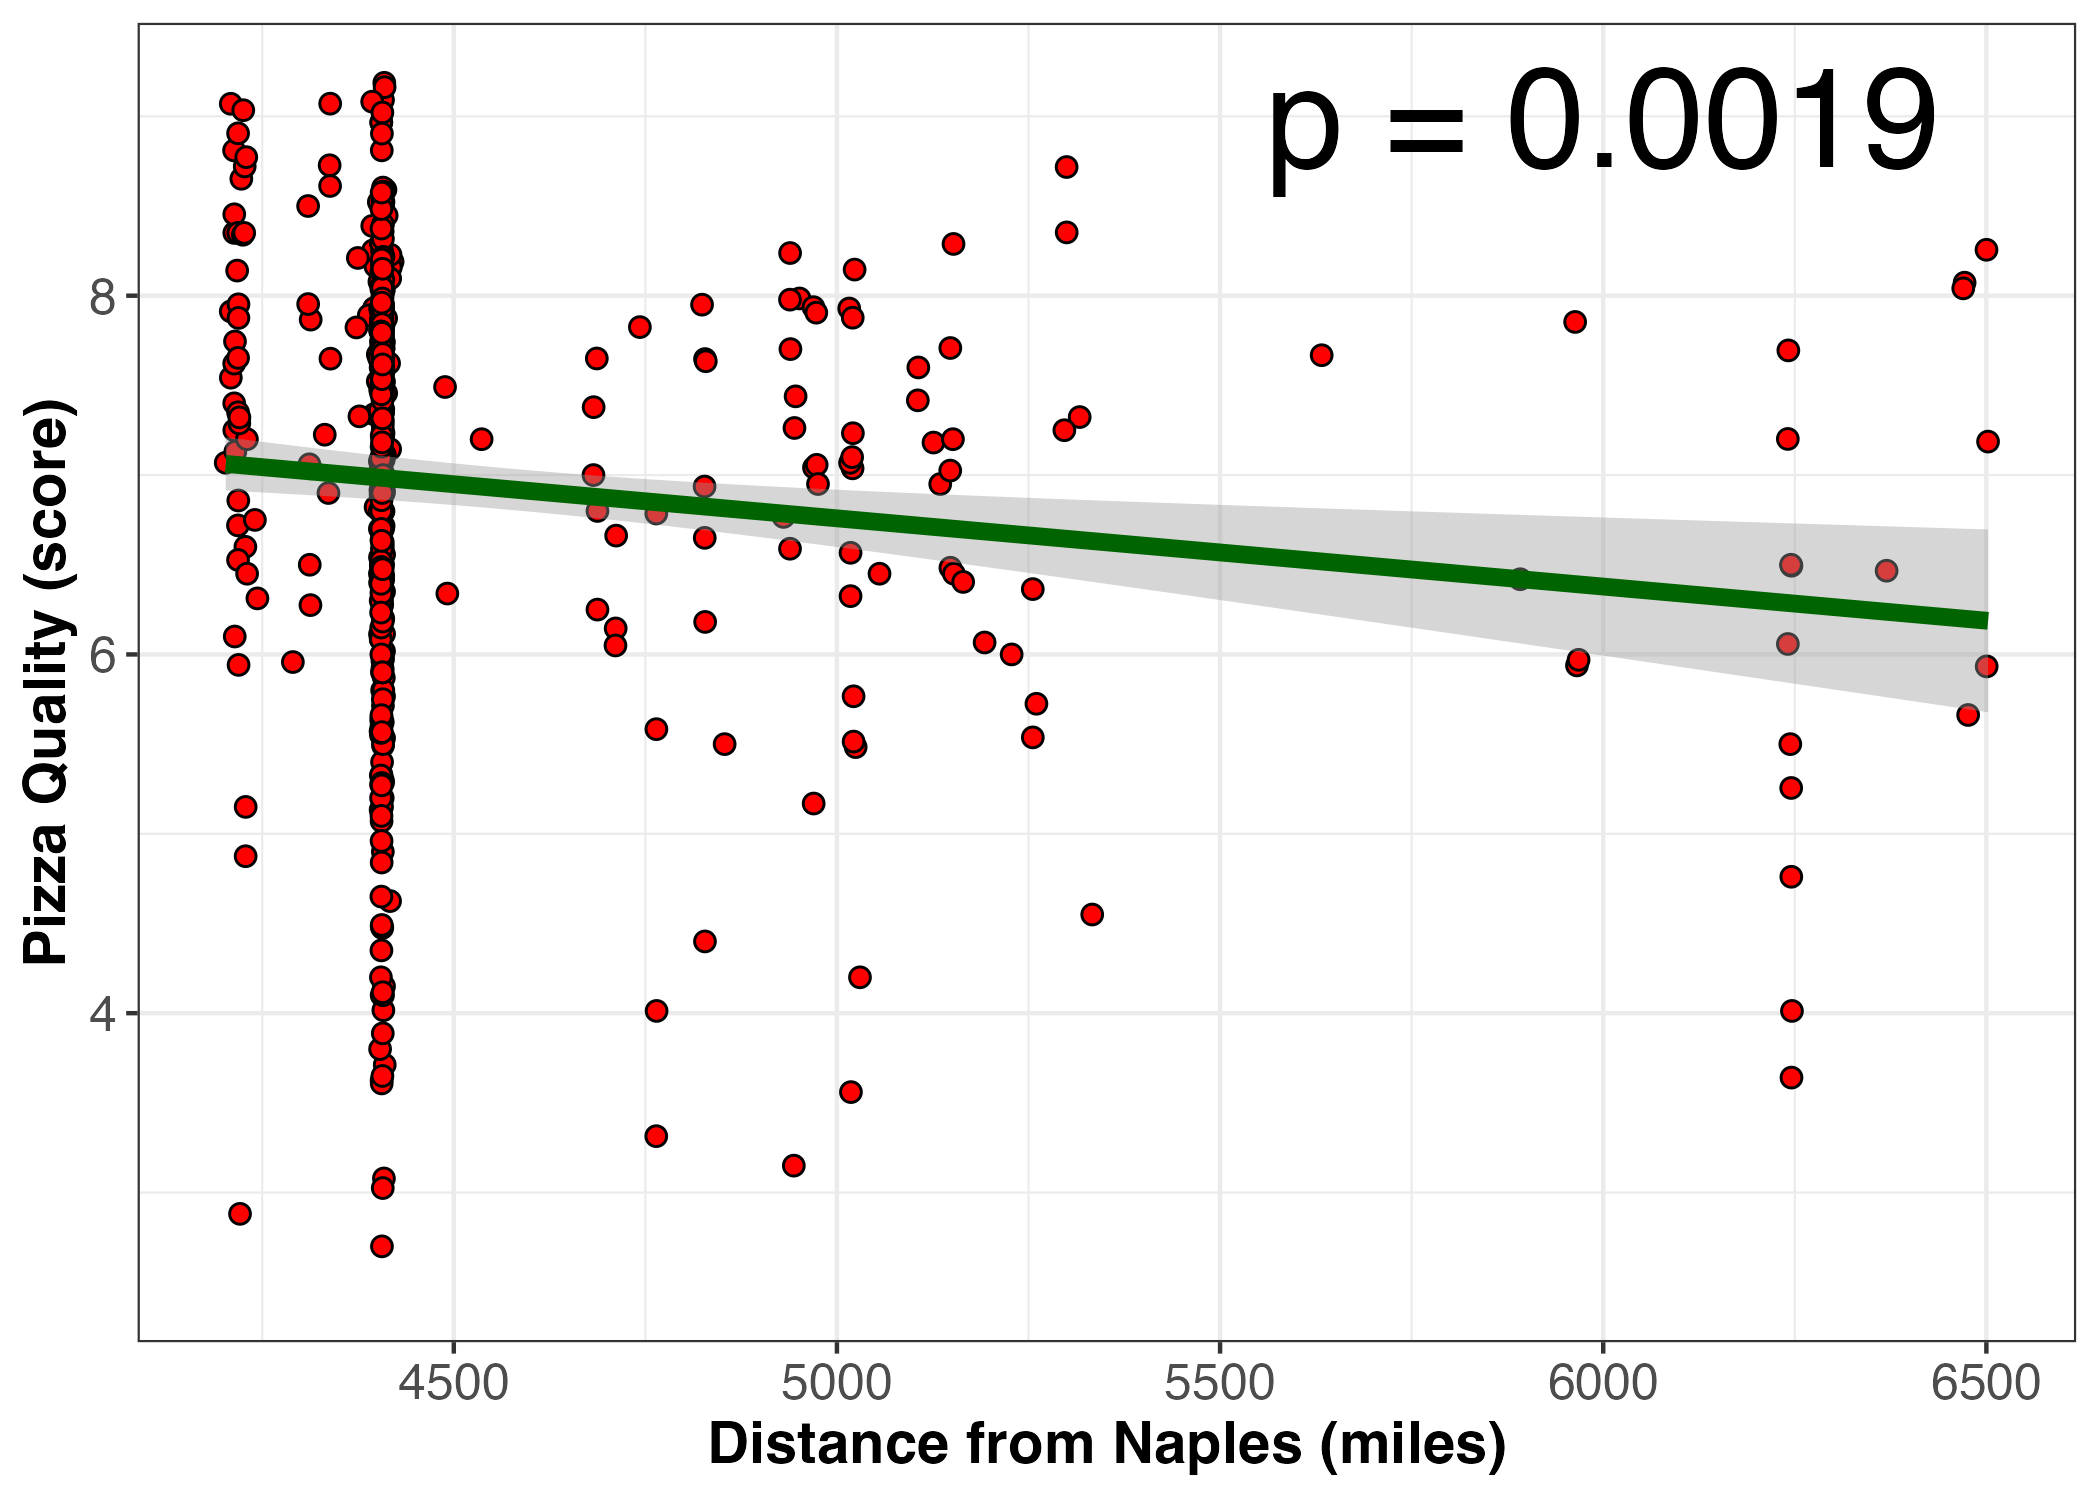 p = 0.0019
8
6
4
Pizza Quality (score)
4500 5000 5500 6000 6500
Distance from Naples (miles)